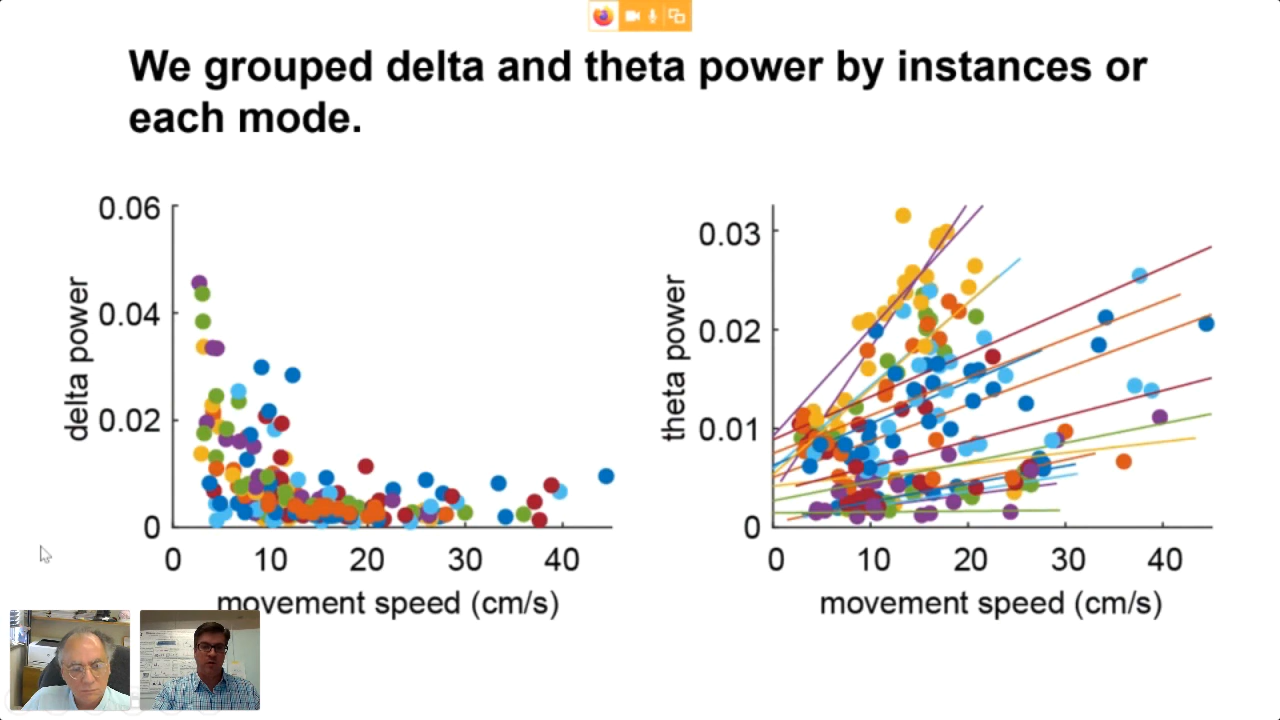 We grouped delta and theta power by instances or
each mode.
0.06
0.04
0.02
0
delta power
0 10 20 30 40
movement speed (cm/s)
0.03
0.02
0.01
0
theta power
0 10 20 30 40
movement speed (cm/s)